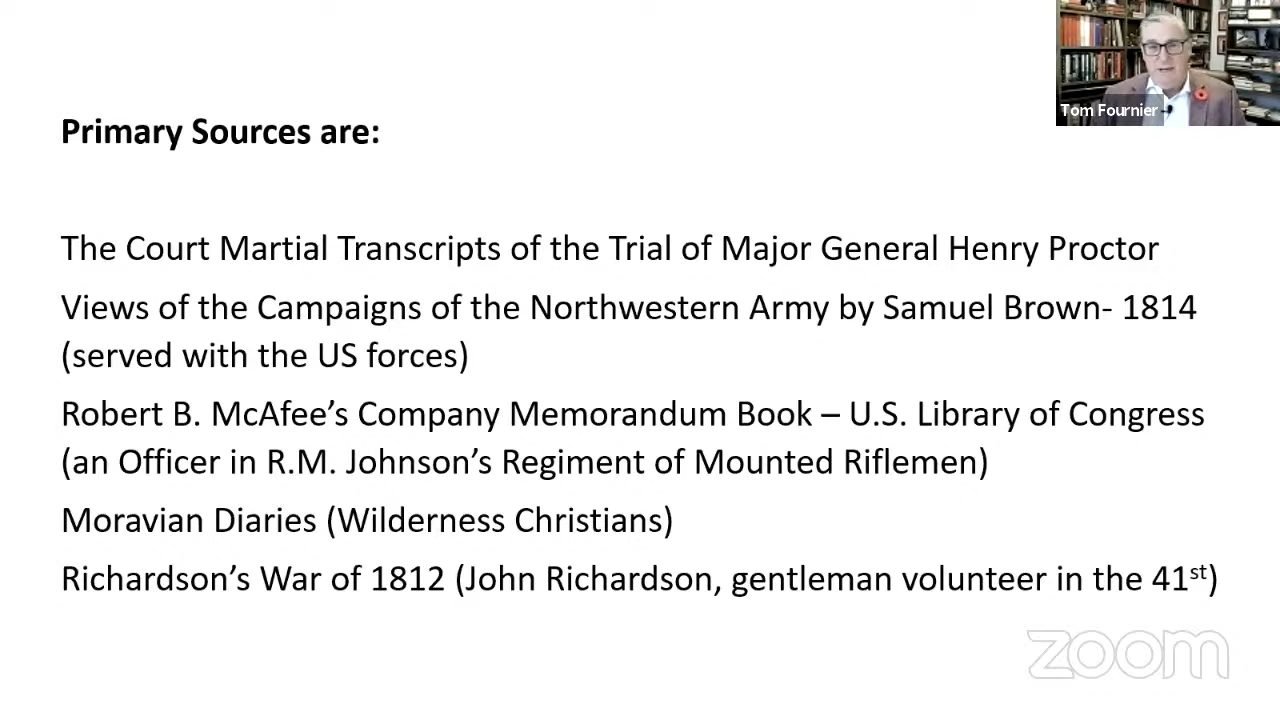 Tom Fournier
Primary Sources are:
The Court Martial Transcripts of the Trial of Major General Henry Proctor
Views of the Campaigns of the Northwestern Army by Samuel Brown- 1814
(served with the US forces)
Robert B. McAfee’s Company Memorandum Book – U.S. Library of Congress
(an Officer in R.M. Johnson’s Regiment of Mounted Riflemen)
Moravian Diaries (Wilderness Christians)
Richardson’s War of 1812 (John Richardson, gentleman volunteer in the 41st)
zoom